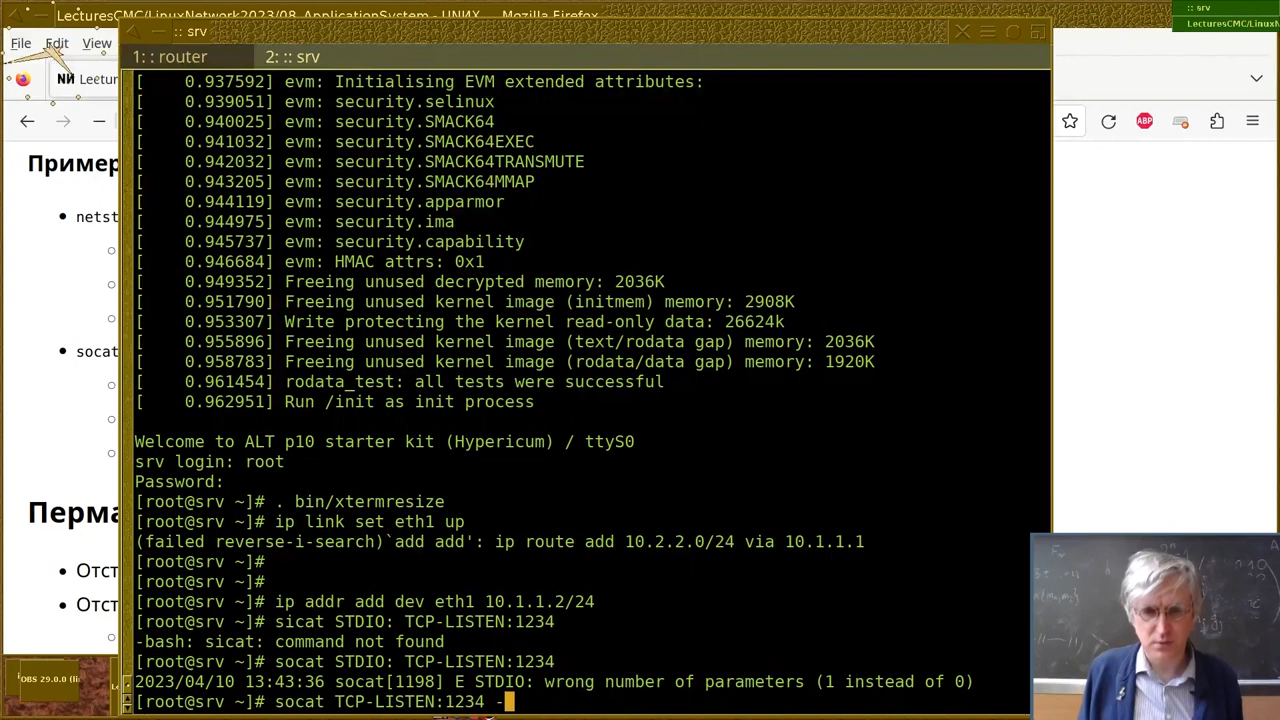 LecturesCMC/LinuxNetwork2023/08_ApplicationSystem - UNИX — Mozilla Firefox
:: srv
LecturesCMC/LinuxN
:: srv
File Edit View
1: : router
2: :: srv
NИ Lectur
ABP
Пример
netst
socat
Перма
Отст
Отст
OBS 29.0.0
[    0.937592] evm: Initialising EVM extended attributes:
[    0.939051] evm: security.selinux
[    0.940025] evm: security.SMACK64
[    0.941032] evm: security.SMACK64EXEC
[    0.942032] evm: security.SMACK64TRANSMUTE
[    0.943205] evm: security.SMACK64MMAP
[    0.944119] evm: security.apparmor
[    0.944975] evm: security.ima
[    0.945737] evm: security.capability
[    0.946684] evm: HMAC attrs: 0x1
[    0.949352] Freeing unused decrypted memory: 2036K
[    0.951790] Freeing unused kernel image (initmem) memory: 2908K
[    0.953307] Write protecting the kernel read-only data: 26624k
[    0.955896] Freeing unused kernel image (text/rodata gap) memory: 2036K
[    0.958783] Freeing unused kernel image (rodata/data gap) memory: 1920K
[    0.961454] rodata_test: all tests were successful
[    0.962951] Run /init as init process
Welcome to ALT p10 starter kit (Hypericum) / ttyS0
srv login: root
Password:
[root@srv ~]# . bin/xtermresize
[root@srv ~]# ip link set eth1 up
(failed reverse-i-search)`add add': ip route add 10.2.2.0/24 via 10.1.1.1
[root@srv ~]#
[root@srv ~]#
[root@srv ~]# ip addr add dev eth1 10.1.1.2/24
[root@srv ~]# sicat STDIO: TCP-LISTEN:1234
-bash: sicat: command not found
[root@srv ~]# socat STDIO: TCP-LISTEN:1234
2023/04/10 13:43:36 socat[1198] E STDIO: wrong number of parameters (1 instead of 0)
[root@srv ~]# socat TCP-LISTEN:1234 -